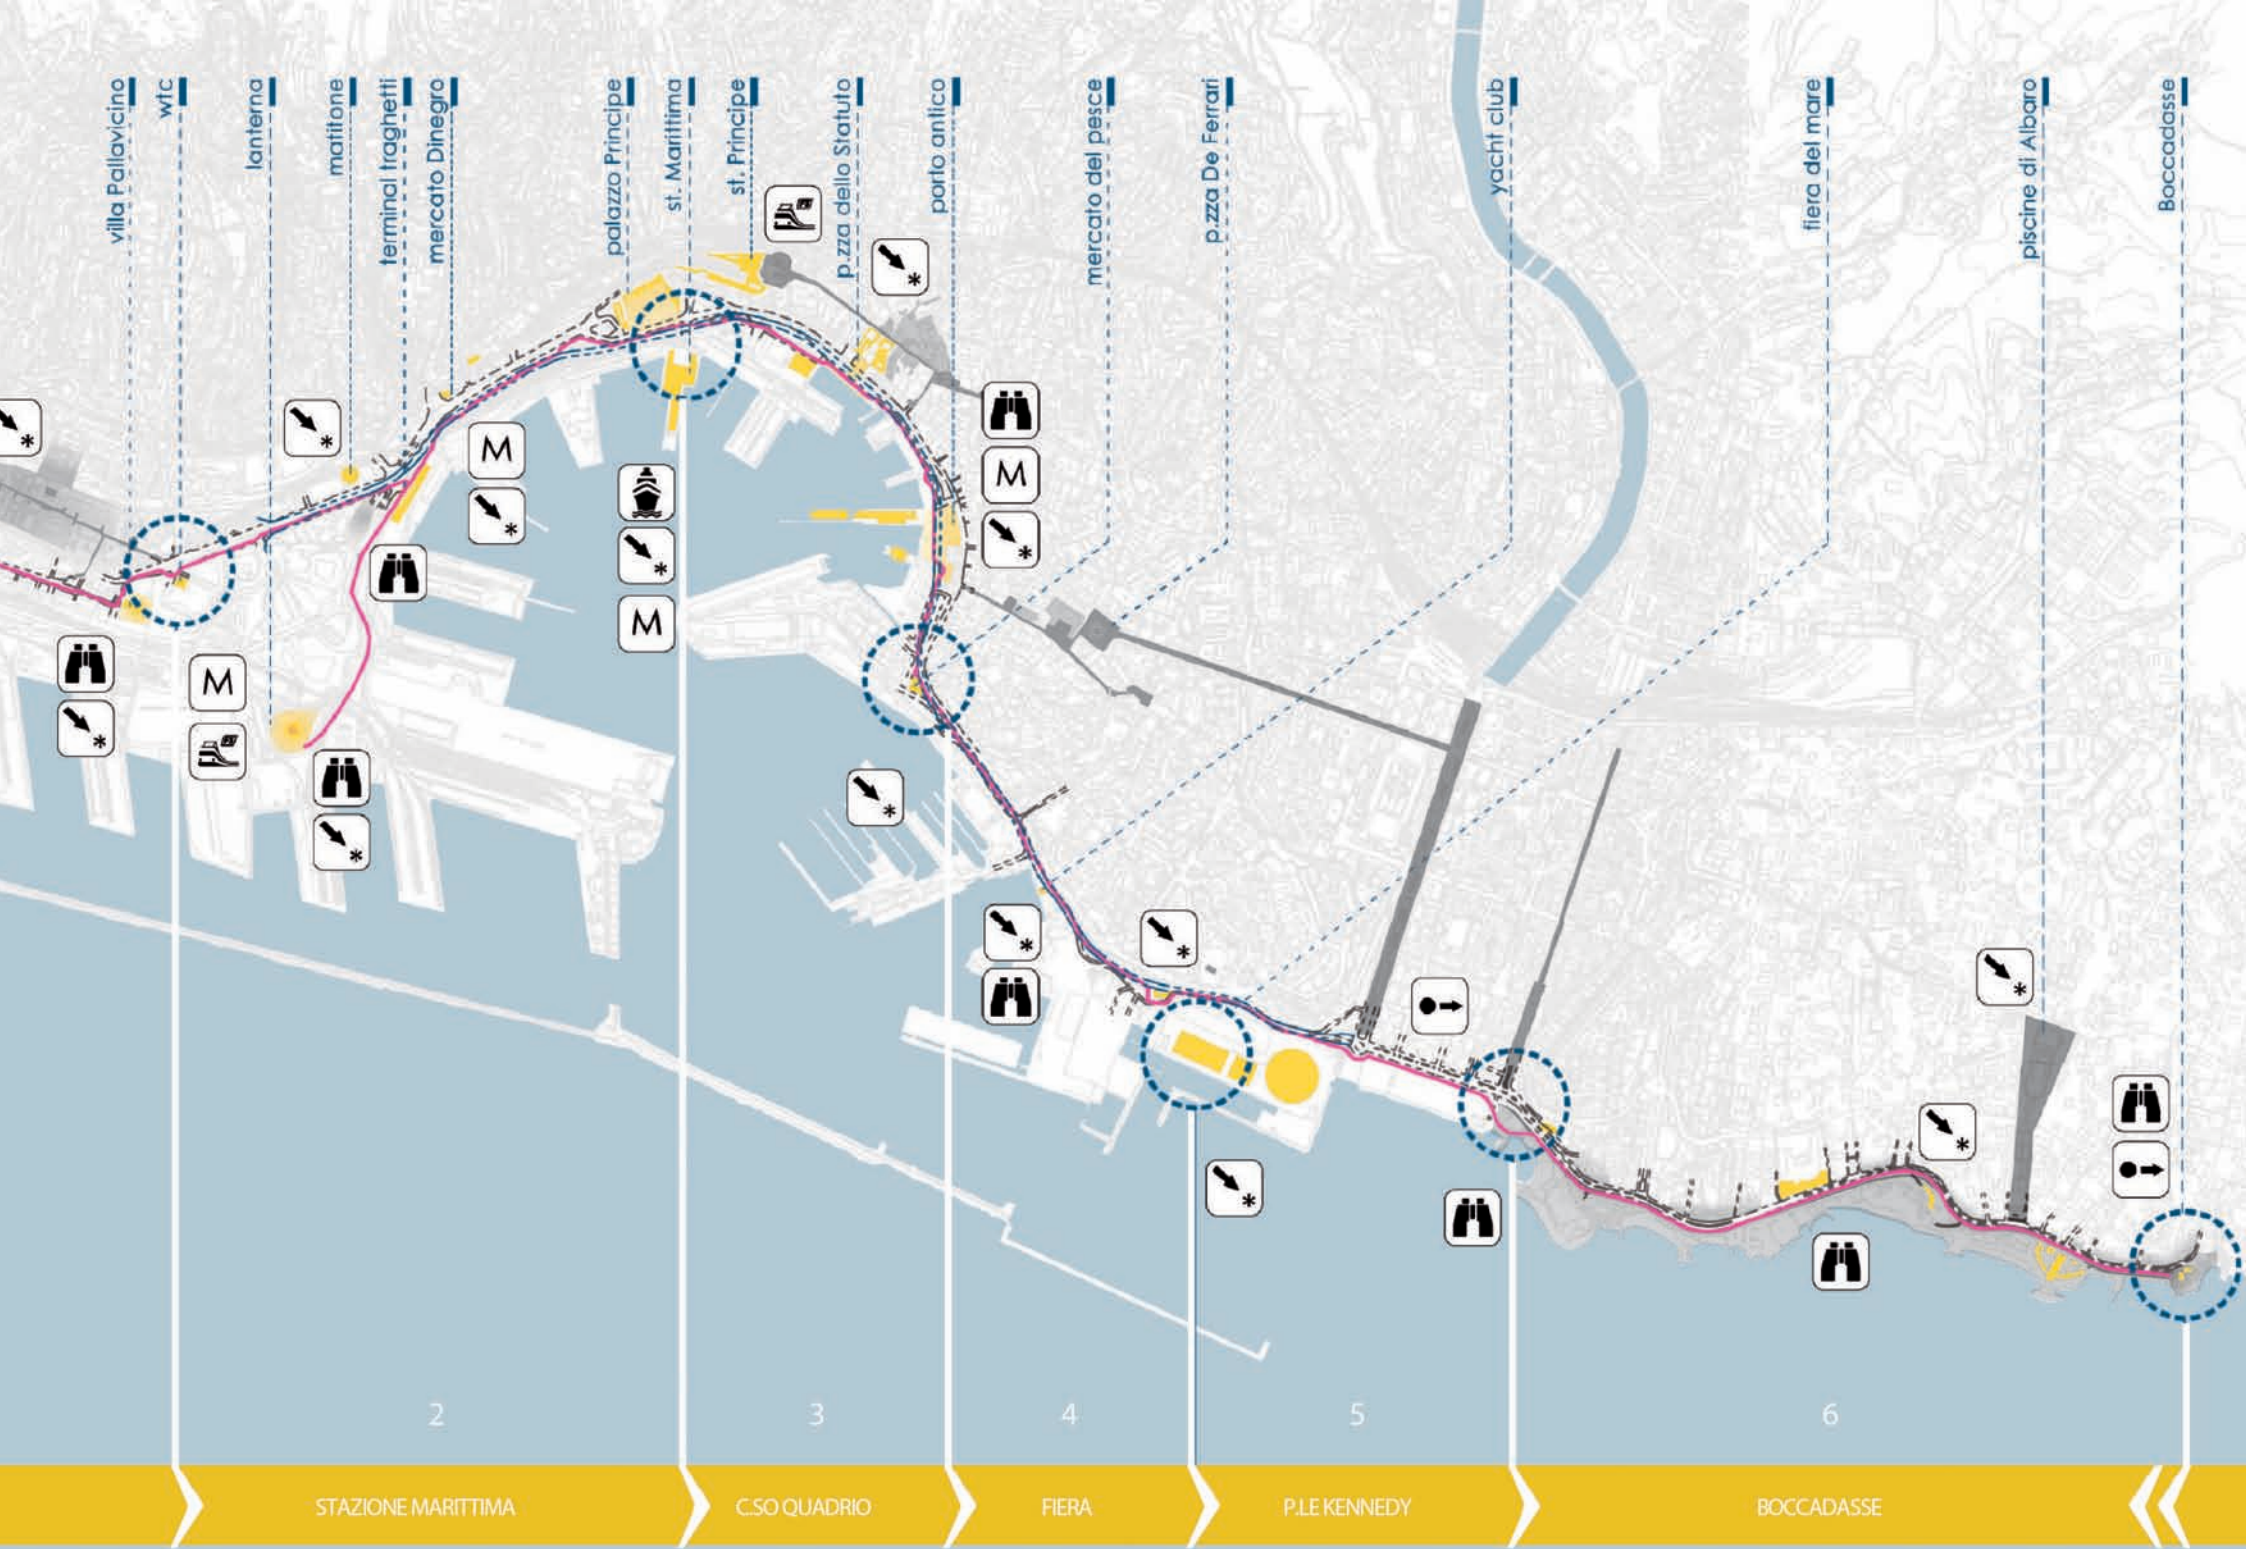 villa Pallavicino
wtc
lanterna
matitone
terminal traghetti
mercato Dinegro
palazzo Principe
st. Marittima
st. Principe
p.zza dello Statuto
porto antico
mercato del pesce
p.zza De Ferrari
yacht club
fiera del mare
piscine di Albaro
Boccadasse
M
M
M
M
2
3
4
5
6
STAZIONE MARITTIMA
C.SO QUADRIO
FIERA
P.LE KENNEDY
BOCCADASSE